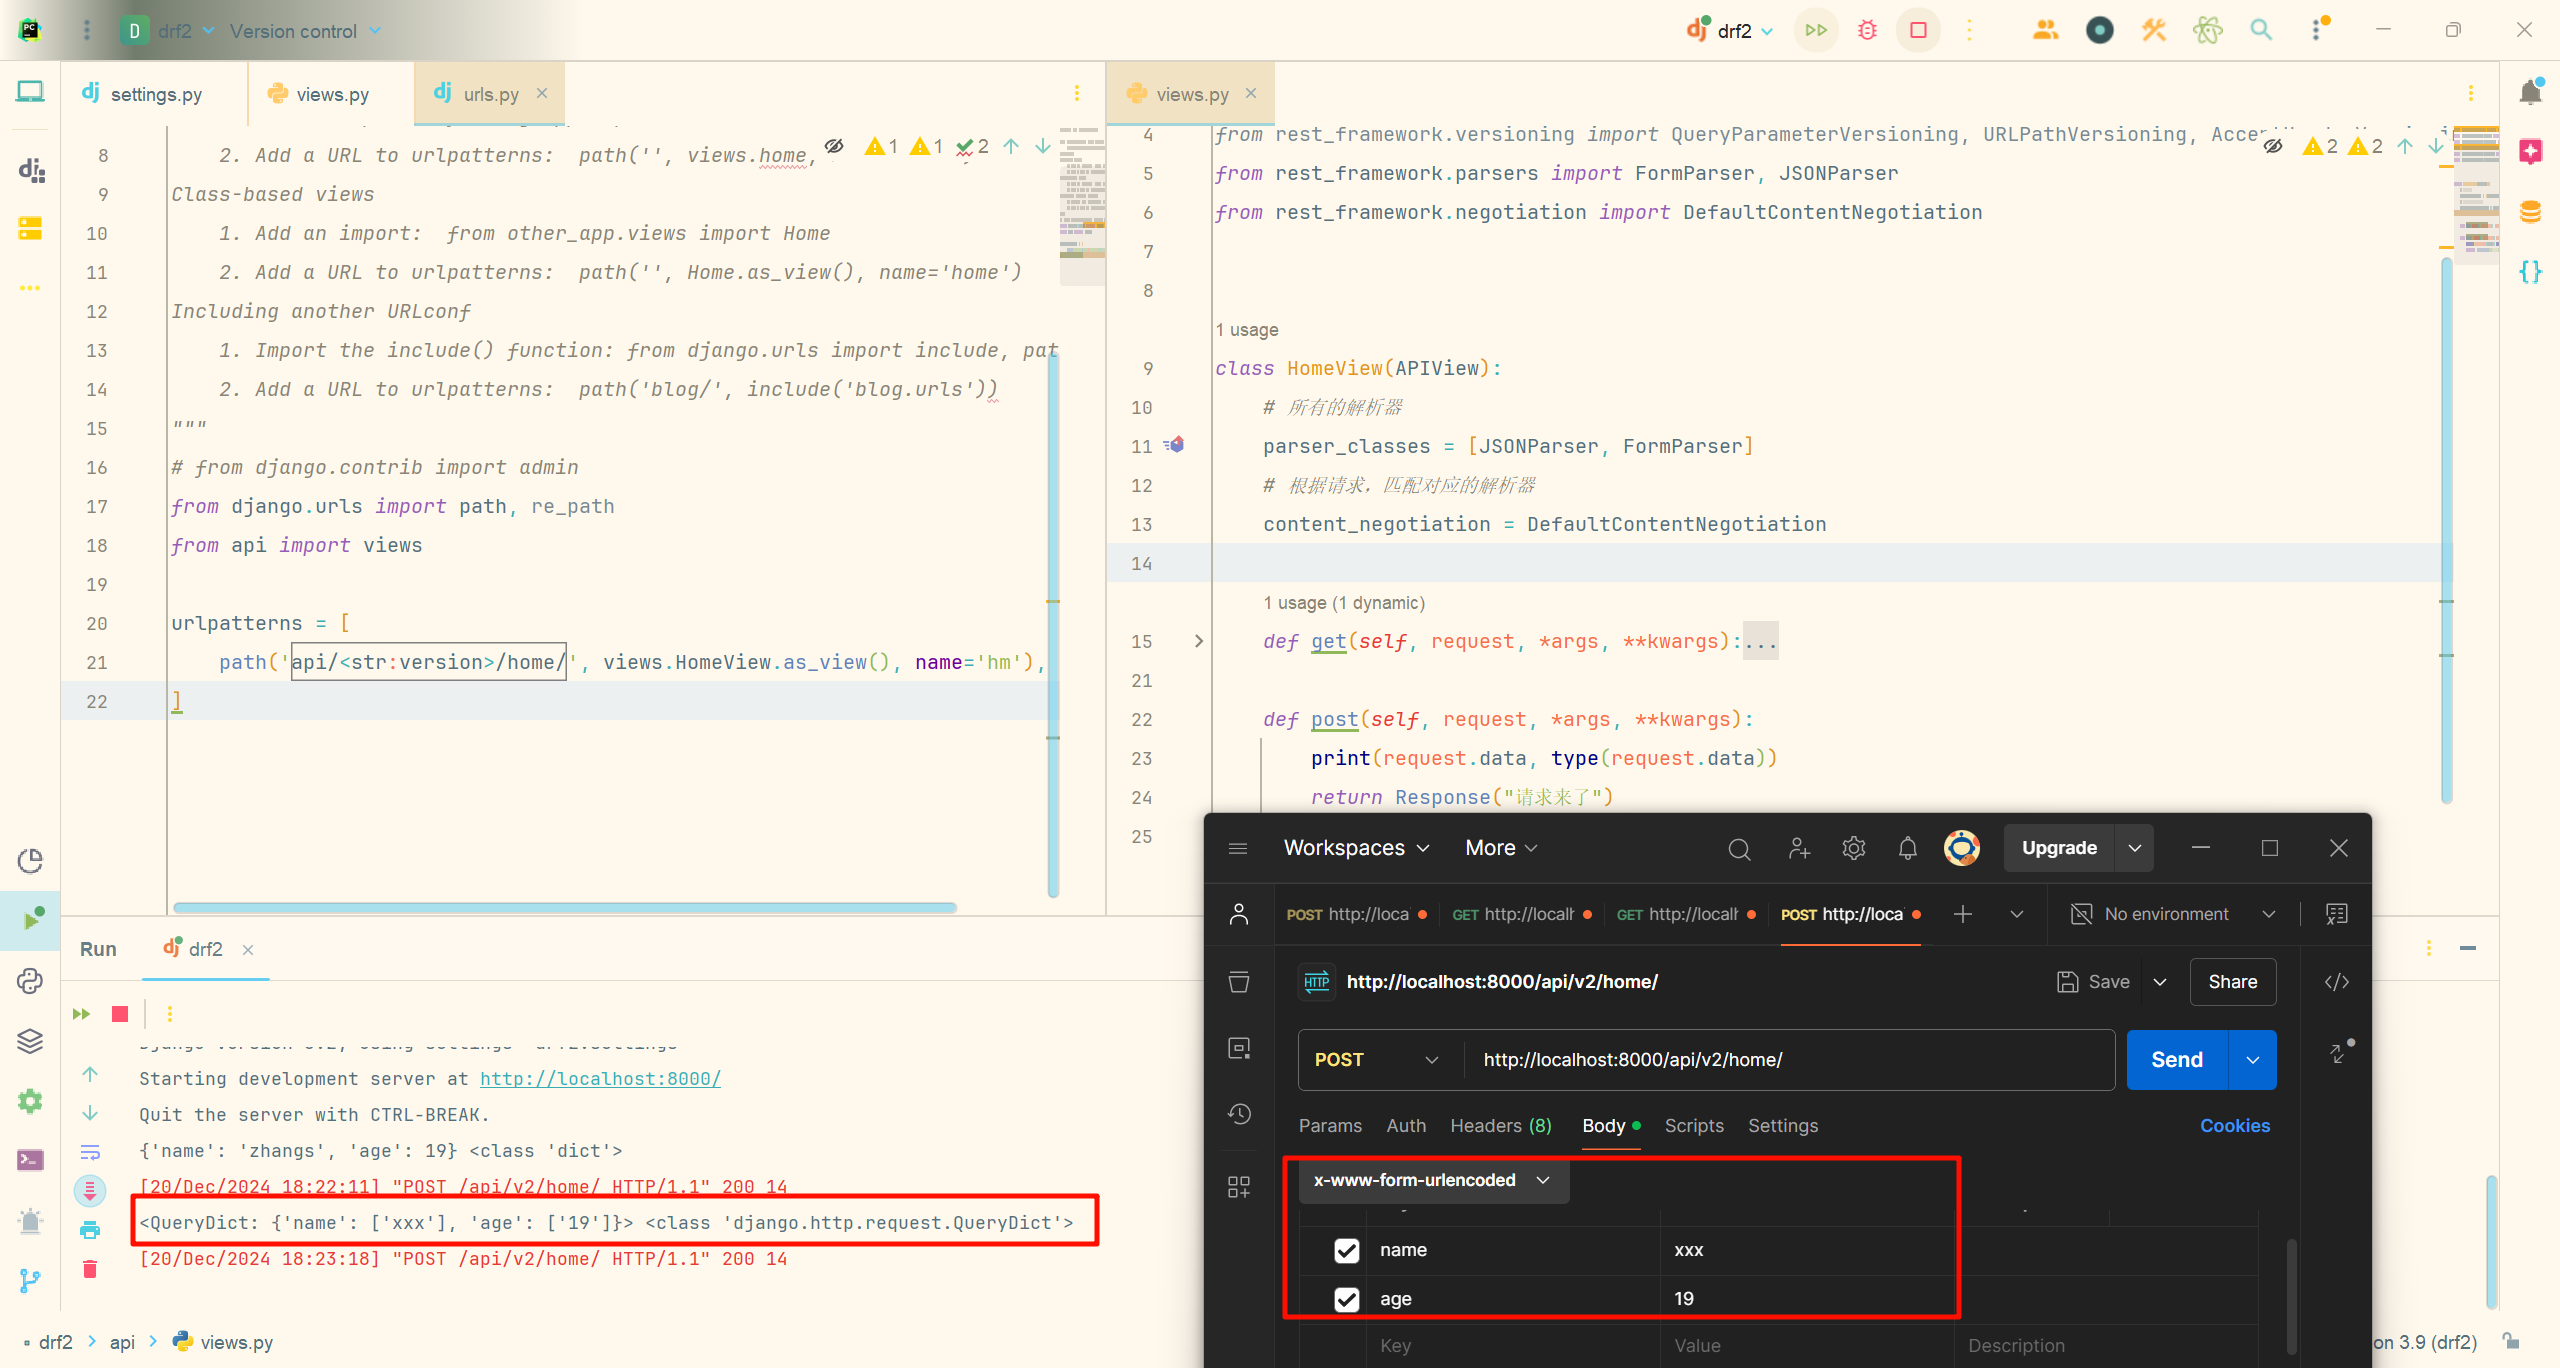 D drf2 Version control
drf2
settings.py views.py urls.py
8 2. Add a URL to urlpatterns:  path('', views.home,
1 1 2
9 Class-based views
10 1. Add an import:  from other_app.views import Home
11 2. Add a URL to urlpatterns:  path('', Home.as_view(), name='home')
12 Including another URLconf
13 1. Import the include() function: from django.urls import include, pat
14 2. Add a URL to urlpatterns:  path('blog/', include('blog.urls'))
15 """
16 # from django.contrib import admin
17 from django.urls import path, re_path
18 from api import views
19
20 urlpatterns = [
21 path('api/<str:version>/home/', views.HomeView.as_view(), name='hm'),
22 ]
views.py
4 from rest_framework.versioning import QueryParameterVersioning, URLPathVersioning,
2 2
5 from rest_framework.parsers import FormParser, JSONParser
6 from rest_framework.negotiation import DefaultContentNegotiation
7
8
1 usage
9 class HomeView(APIView):
10 # 所有的解析器
11 parser_classes = [JSONParser, FormParser]
12 # 根据请求，匹配对应的解析器
13 content_negotiation = DefaultContentNegotiation
14
1 usage (1 dynamic)
15 def get(self, request, *args, **kwargs):...
21
22 def post(self, request, *args, **kwargs):
23 print(request.data, type(request.data))
24 return Response("请求来了")
25
Run drf2
Starting development server at http://localhost:8000/
Quit the server with CTRL-BREAK.
{'name': 'zhangs', 'age': 19} <class 'dict'>
[20/Dec/2024 18:22:11] "POST /api/v2/home/ HTTP/1.1" 200 14
<QueryDict: {'name': ['xxx'], 'age': ['19']}> <class 'django.http.request.QueryDict'>
[20/Dec/2024 18:23:18] "POST /api/v2/home/ HTTP/1.1" 200 14
Workspaces More Upgrade
POST http://loca GET http://localh GET http://localh POST http://loca No environment
HTTP http://localhost:8000/api/v2/home/ Save Share
POST http://localhost:8000/api/v2/home/ Send
Params Auth Headers (8) Body Scripts Settings Cookies
x-www-form-urlencoded
name xxx
age 19
Key Value Description
drf2 api views.py
on 3.9 (drf2)